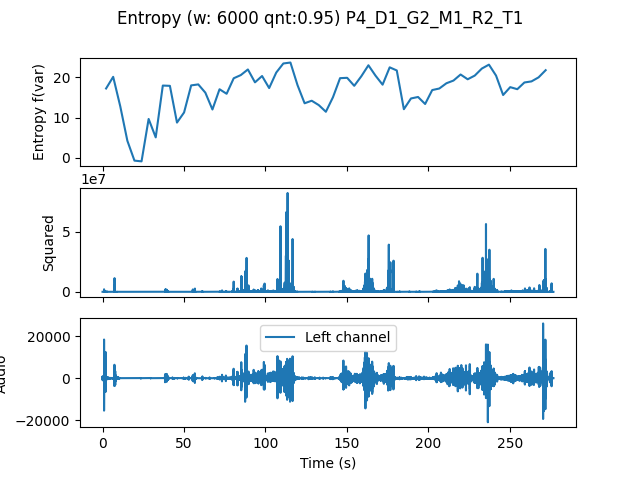 Entropy (w: 6000 qnt:0.95) P4_D1_G2_M1_R2_T1
Entropy f(var)
20
10
0
1e7
Squared
5
0
Audio
20000
0
−20000
Left channel
0 50 100 150 200 250
Time (s)